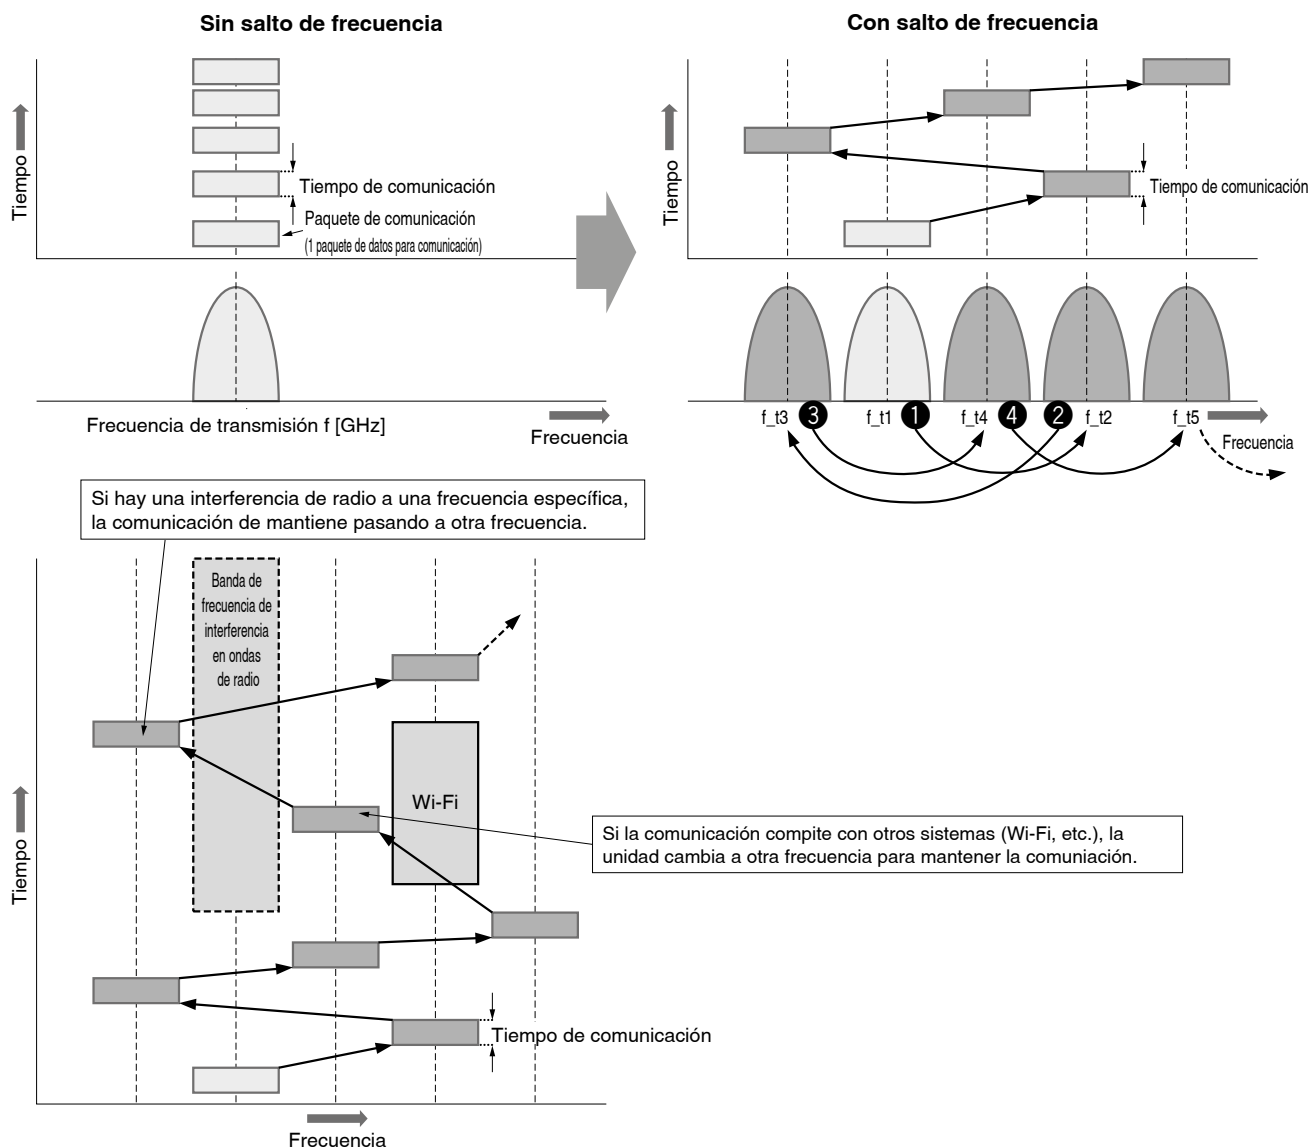 Sin salto de frecuencia
Tiempo
Tiempo de comunicación
Paquete de comunicación
(1 paquete de datos para comunicación)
Frecuencia de transmisión f [GHz]
Frecuencia
Con salto de frecuencia
Tiempo
Tiempo de comunicación
f_t3 3 f_t1 1 f_t4 4 2 f_t2 f_t5
Frecuencia
Si hay una interferencia de radio a una frecuencia específica,
la comunicación de mantiene pasando a otra frecuencia.
Banda de
frecuencia de
interferencia
en ondas
de radio
Wi-Fi
Si la comunicación compite con otros sistemas (Wi-Fi, etc.), la
unidad cambia a otra frecuencia para mantener la comuniación.
Tiempo
Tiempo de comunicación
Frecuencia